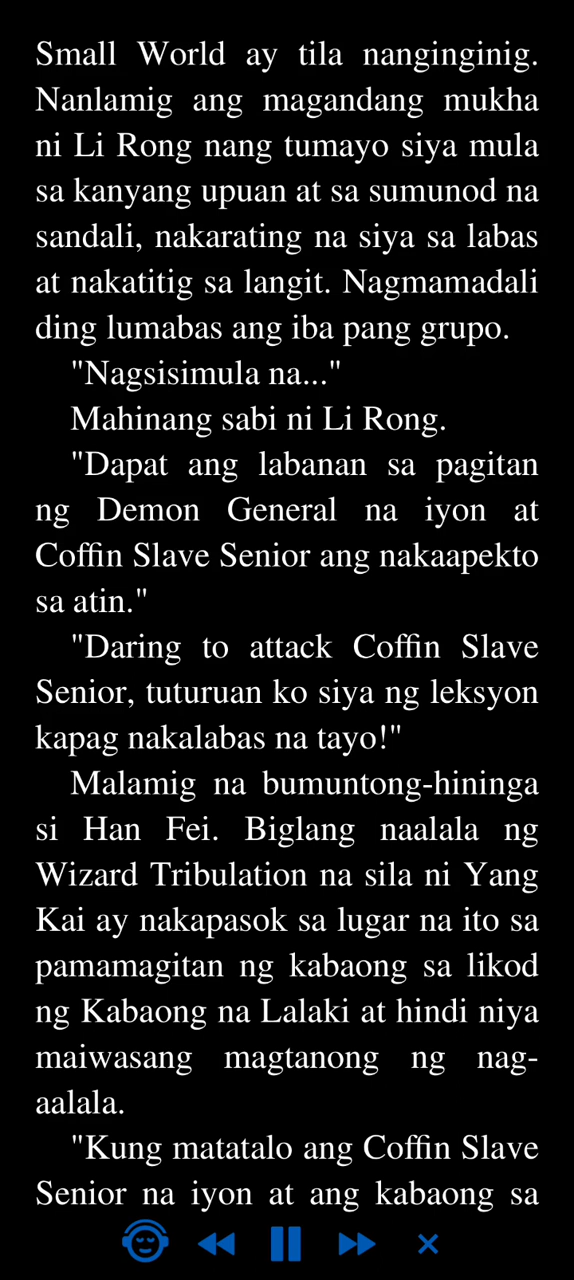 Small World ay tila nanginginig.
Nanlamig ang magandang mukha
ni Li Rong nang tumayo siya mula
sa kanyang upuan at sa sumunod na
sandali, nakarating na siya sa labas
at nakatitig sa langit. Nagmamadali
ding lumabas ang iba pang grupo.
"Nagsisimula na..."
Mahinang sabi ni Li Rong.
"Dapat ang labanan sa pagitan
ng Demon General na iyon at
Coffin Slave Senior ang nakaapekto
sa atin."
"Daring to attack Coffin Slave
Senior, tuturuan ko siya ng leksyon
kapag nakalabas na tayo!"
Malamig na bumuntong-hininga
si Han Fei. Biglang naalala ng
Wizard Tribulation na sila ni Yang
Kai ay nakapasok sa lugar na ito sa
pamamagitan ng kabaong sa likod
ng Kabaong na Lalaki at hindi niya
maiwasang magtanong ng nag-
aalala.
"Kung matatalo ang Coffin Slave
Senior na iyon at ang kabaong sa